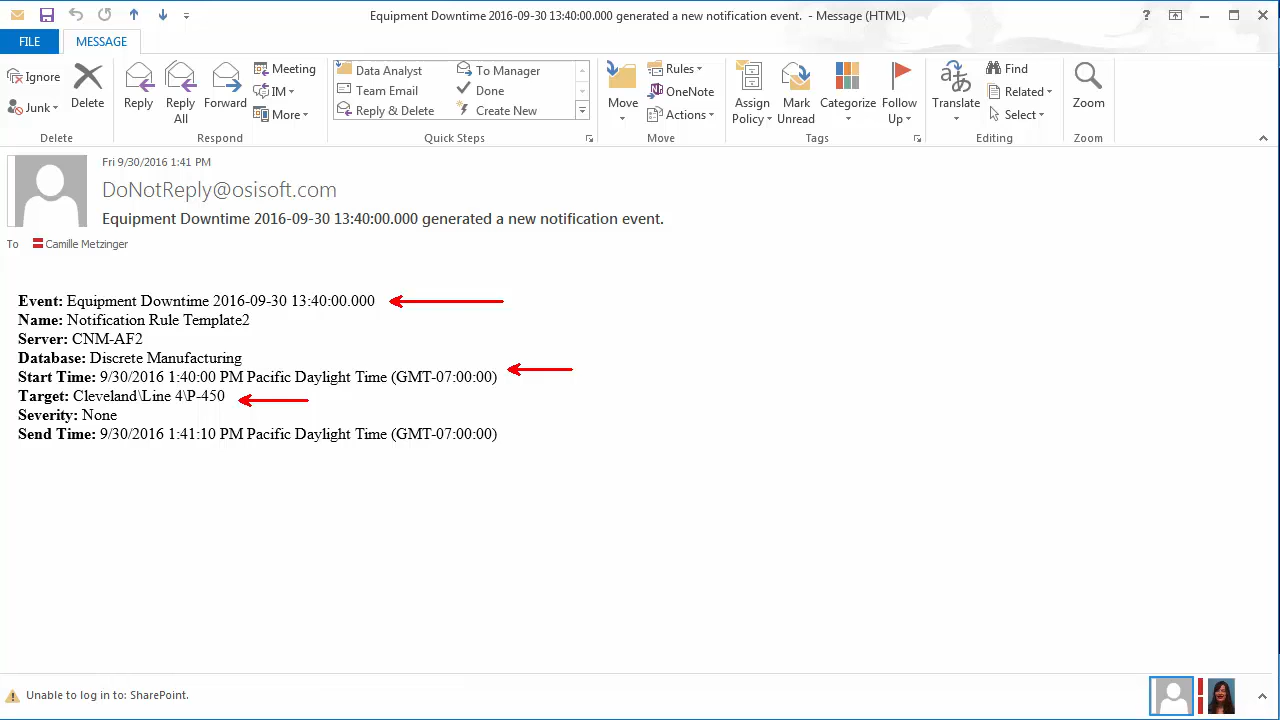 Equipment Downtime 2016-09-30 13:40:00.000 generated a new notification event. - Message (HTML)
?
FILE MESSAGE
Ignore
Junk
Delete
Delete
Reply
Reply All
Forward
Meeting
IM
More
Respond
Data Analyst
Team Email
Reply & Delete
To Manager
Done
Create New
Quick Steps
Move
Rules
OneNote
Actions
Move
Assign Policy
Mark Unread
Categorize
Follow Up
Tags
Translate
Find
Related
Select
Editing
Zoom
Zoom
Fri 9/30/2016 1:41 PM
DoNotReply@osisoft.com
Equipment Downtime 2016-09-30 13:40:00.000 generated a new notification event.
To Camille Metzinger
Event: Equipment Downtime 2016-09-30 13:40:00.000
Name: Notification Rule Template2
Server: CNM-AF2
Database: Discrete Manufacturing
Start Time: 9/30/2016 1:40:00 PM Pacific Daylight Time (GMT-07:00:00)
Target: Cleveland\Line 4\P-450
Severity: None
Send Time: 9/30/2016 1:41:10 PM Pacific Daylight Time (GMT-07:00:00)
Unable to log in to: SharePoint.